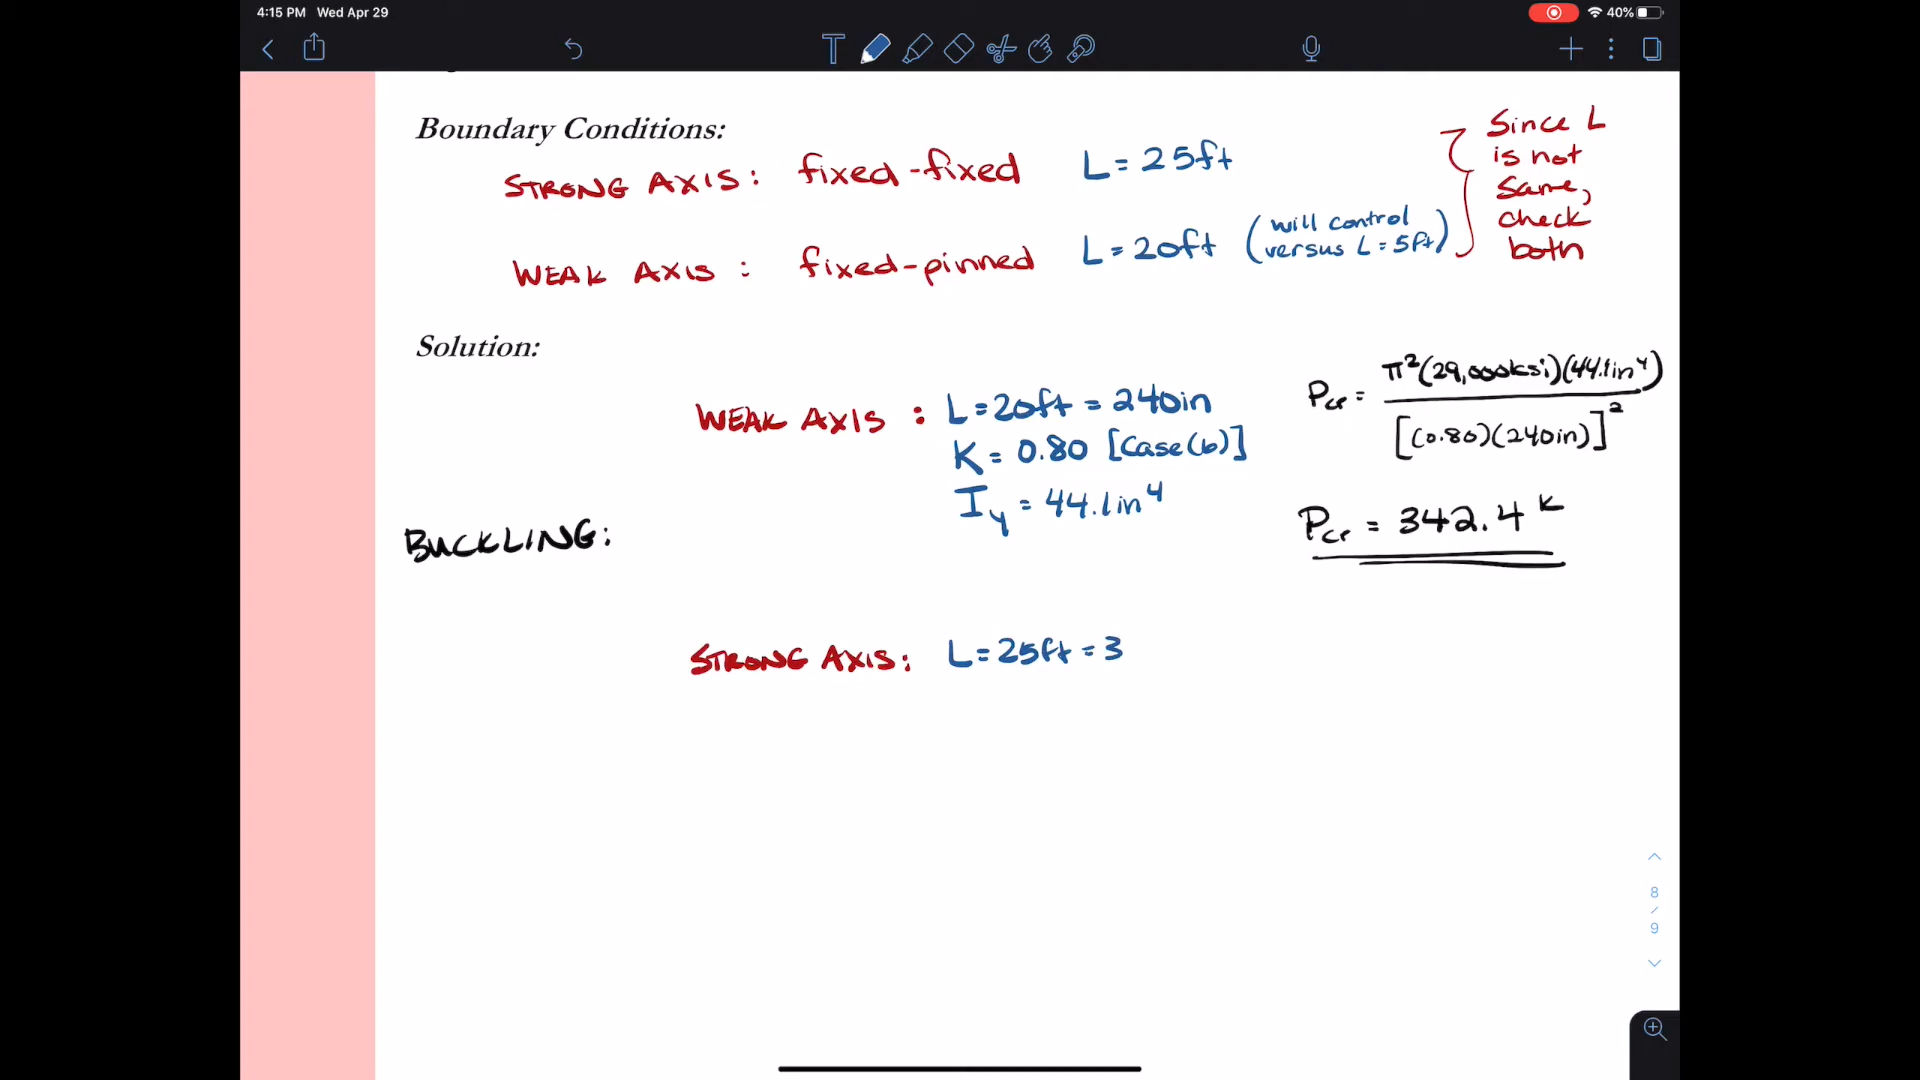 4:15 PM Wed Apr 29
40%
Boundary Conditions:
STRONG AXIS: fixed-fixed L=25ft
WEAK AXIS: fixed-pinned L=20ft (will control versus L=5ft)
Since L
is not
same,
check
both
Solution:
WEAK AXIS: L=20ft = 240in
K = 0.80 [Case(b)]
Iy = 44.1in⁴
Pcr = π²(29,000ksi)(44.1in⁴) / [(0.80)(240in)]²
Pcr = 342.4 k
BUCKLING:
STRONG AXIS: L=25ft=3
8
/
9